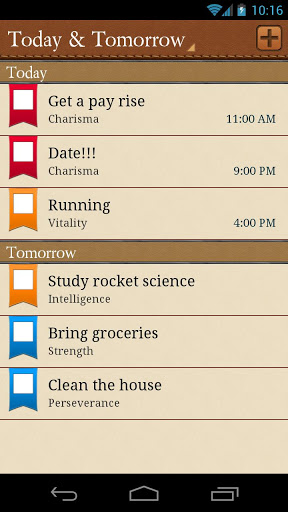 10:16
Today & Tomorrow
Today
Get a pay rise
Charisma
11:00 AM
Date!!!
Charisma
9:00 PM
Running
Vitality
4:00 PM
Tomorrow
Study rocket science
Intelligence
Bring groceries
Strength
Clean the house
Perseverance